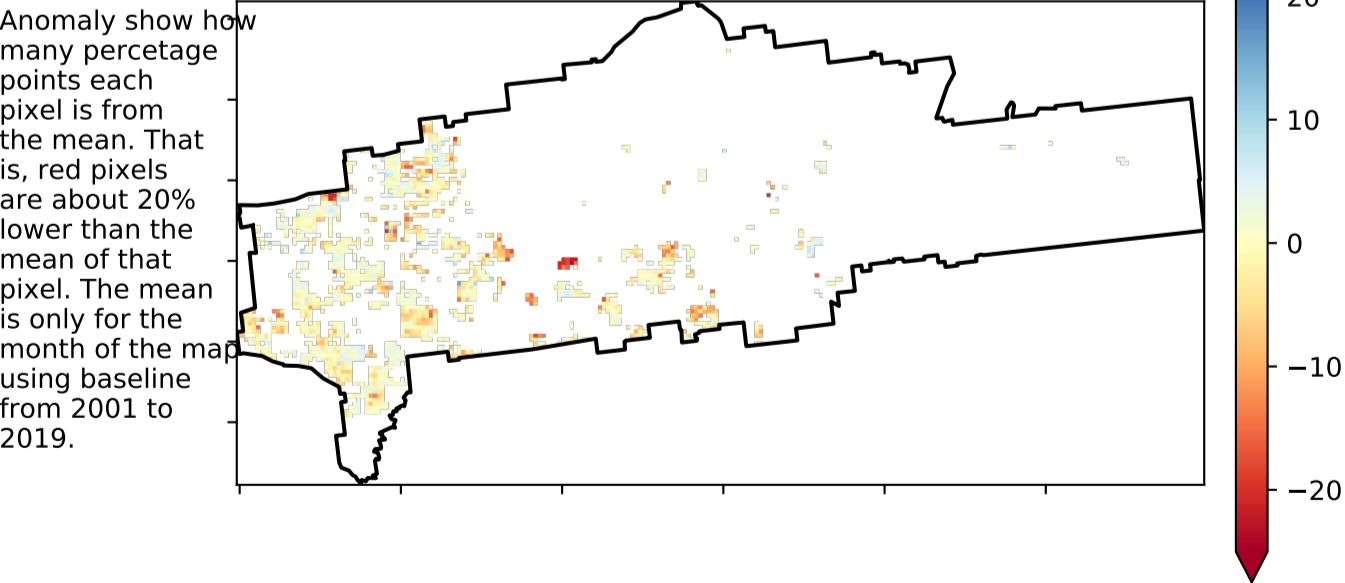 Anomaly show how
many percetage
points each
pixel is from
the mean. That
is, red pixels
are about 20%
lower than the
mean of that
pixel. The mean
is only for the
month of the map
using baseline
from 2001 to
2019.
20
10
0
−10
−20